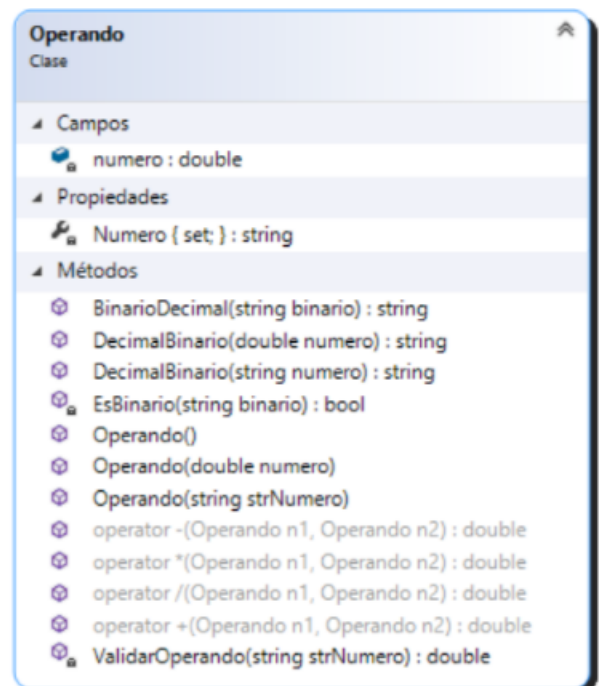 Operando
Clase
Campos
numero : double
Propiedades
Numero { set; } : string
Métodos
BinarioDecimal(string binario) : string
DecimalBinario(double numero) : string
DecimalBinario(string numero) : string
EsBinario(string binario) : bool
Operando()
Operando(double numero)
Operando(string strNumero)
operator -(Operando n1, Operando n2) : double
operator *(Operando n1, Operando n2) : double
operator /(Operando n1, Operando n2) : double
operator +(Operando n1, Operando n2) : double
ValidarOperando(string strNumero) : double